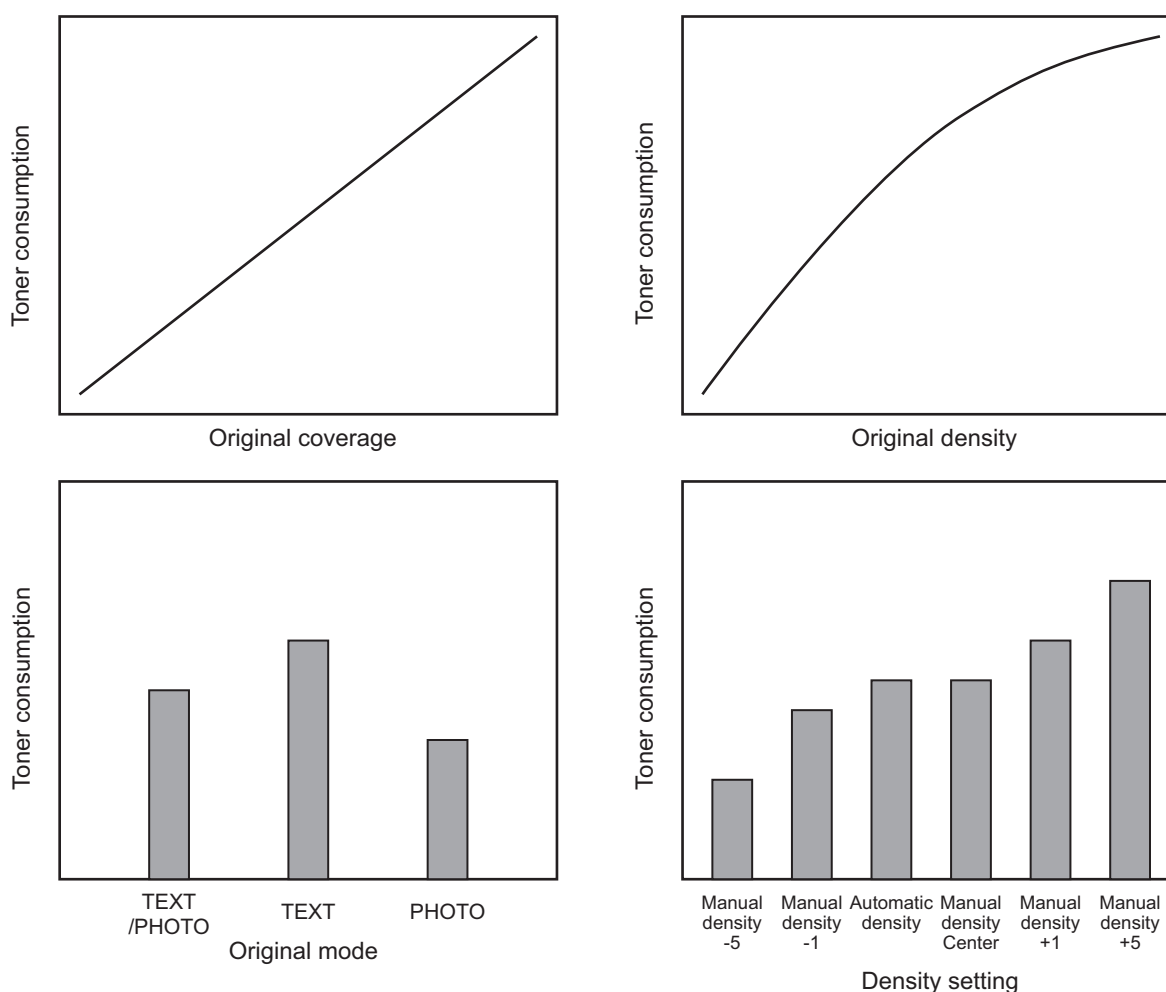 Toner consumption
Original coverage
Toner consumption
Original density
Toner consumption
TEXT
/PHOTO
TEXT
PHOTO
Original mode
Toner consumption
Manual
density
-5
Manual
density
-1
Automatic
density
Manual
density
Center
Manual
density
+1
Manual
density
+5
Density setting